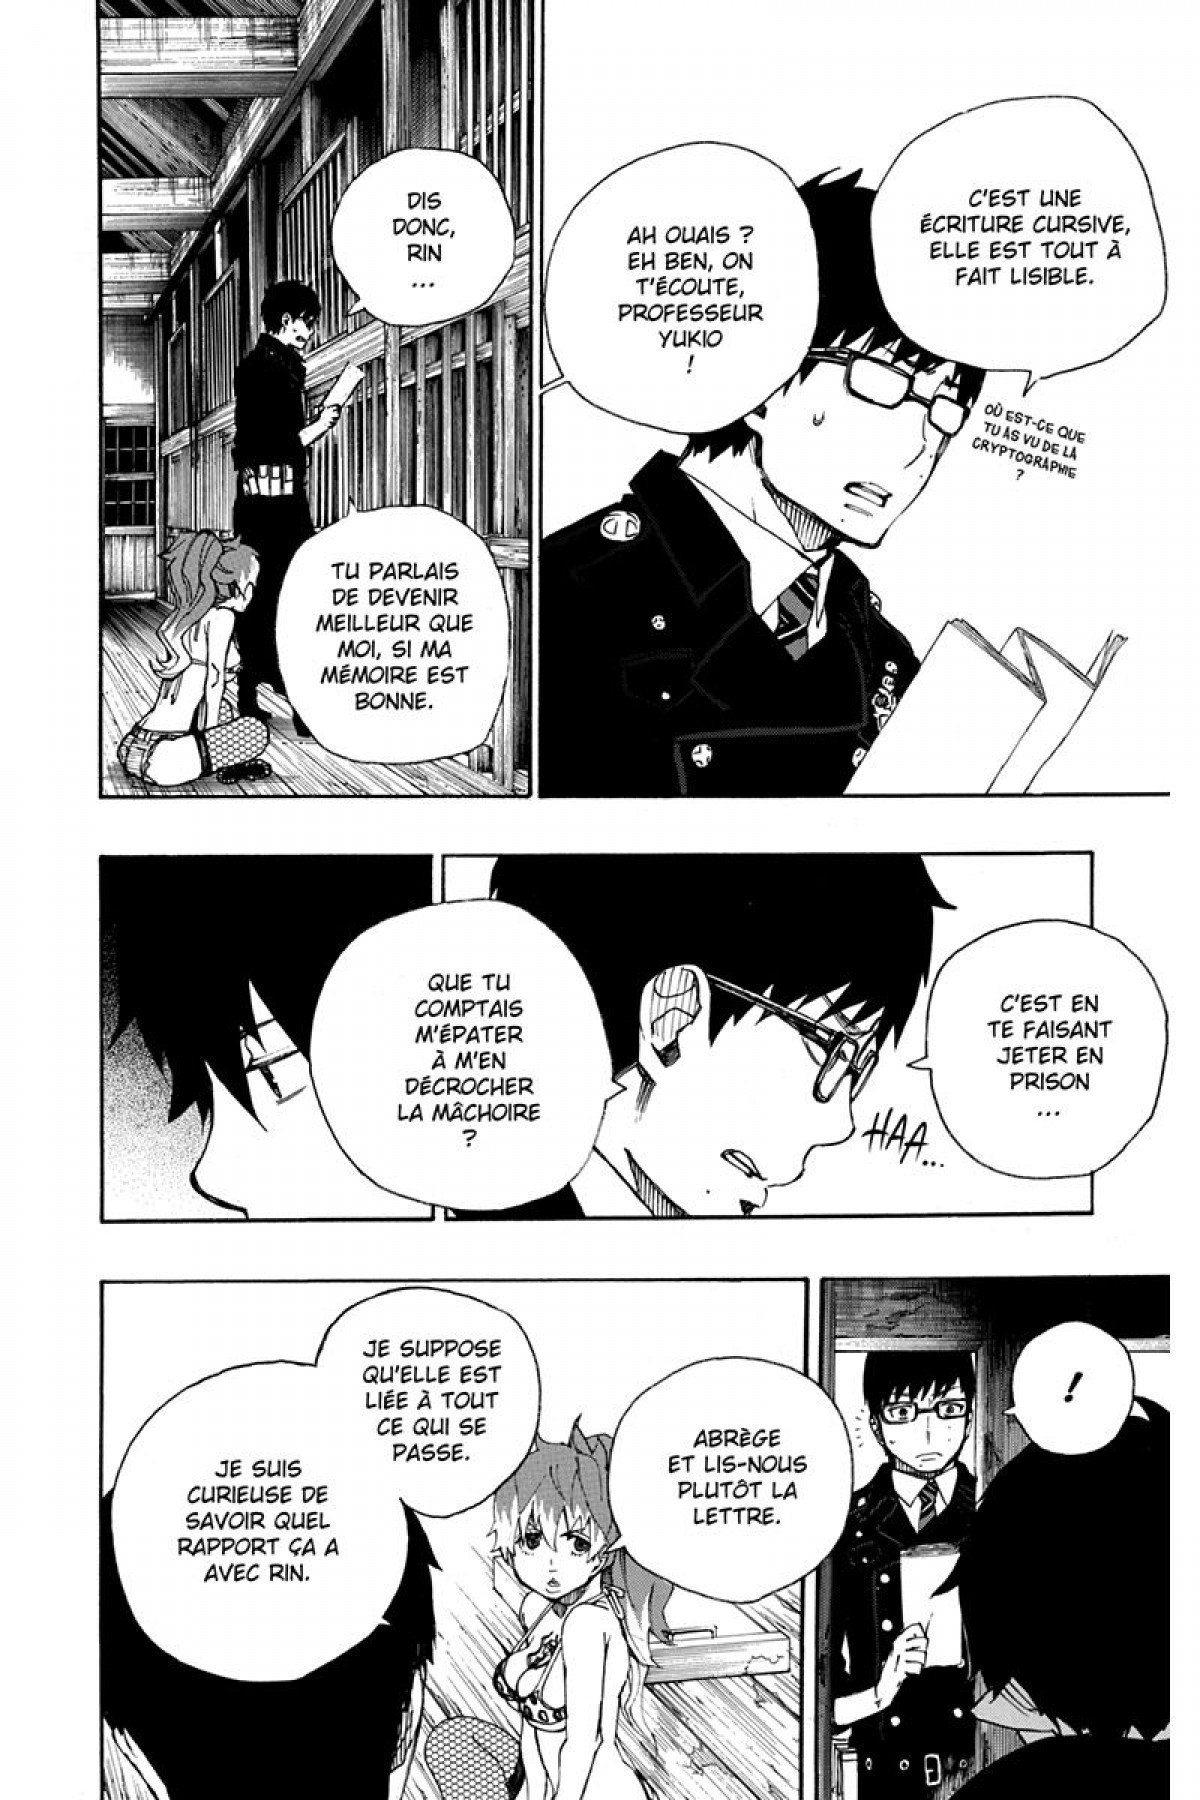 C'EST UNE
ÉCRITURE CURSIVE,
ELLE EST TOUT À
FAIT LISIBLE.
OÙ EST-CE QUE
TU AS VU DE LA
CRYPTOGRAPHIE
?
AH OUAIS ?
EH BEN, ON
T'ÉCOUTE,
PROFESSEUR
YUKIO
!
DIS
DONC,
RIN
...
TU PARLAIS
DE DEVENIR
MEILLEUR QUE
MOI, SI MA
MÉMOIRE EST
BONNE.
C'EST EN
TE FAISANT
JETER EN
PRISON
...
HAA...
QUE TU
COMPTAIS
M'ÉPATER
À M'EN
DÉCROCHER
LA MÂCHOIRE
?
!
ABRÈGE
ET LIS-NOUS
PLUTÔT LA
LETTRE.
JE SUPPOSE
QU'ELLE EST
LIÉE À TOUT
CE QUI SE
PASSE.
JE SUIS
CURIEUSE DE
SAVOIR QUEL
RAPPORT ÇA A
AVEC RIN.